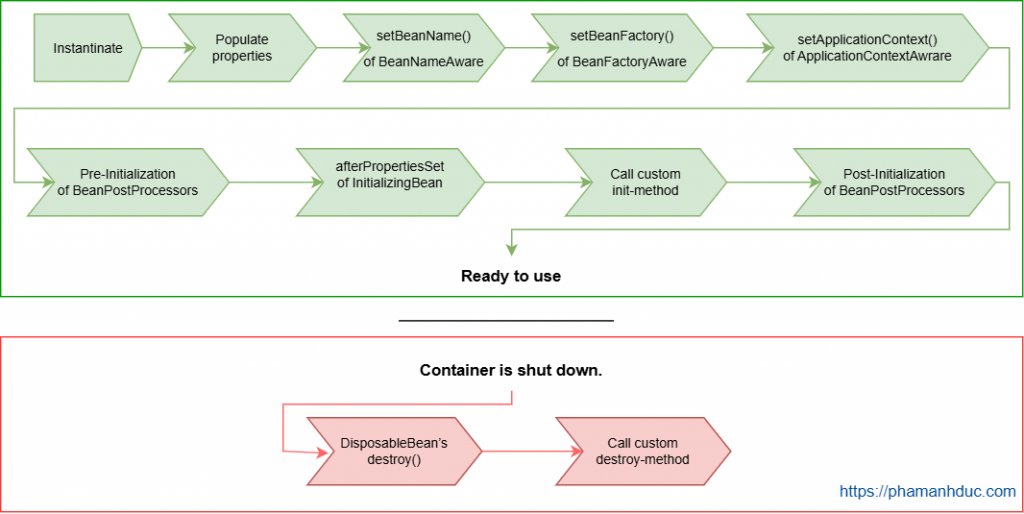 Instantinate
Populate
properties
setBeanName()
of BeanNameAware
setBeanFactory()
of BeanFactoryAware
setApplicationContext()
of ApplicationContextAwrare
Pre-Initialization
of BeanPostProcessors
afterPropertiesSet
of InitializingBean
Call custom
init-method
Post-Initialization
of BeanPostProcessors
Ready to use
Container is shut down.
DisposableBean's
destroy()
Call custom
destroy-method
https://phamanhduc.com